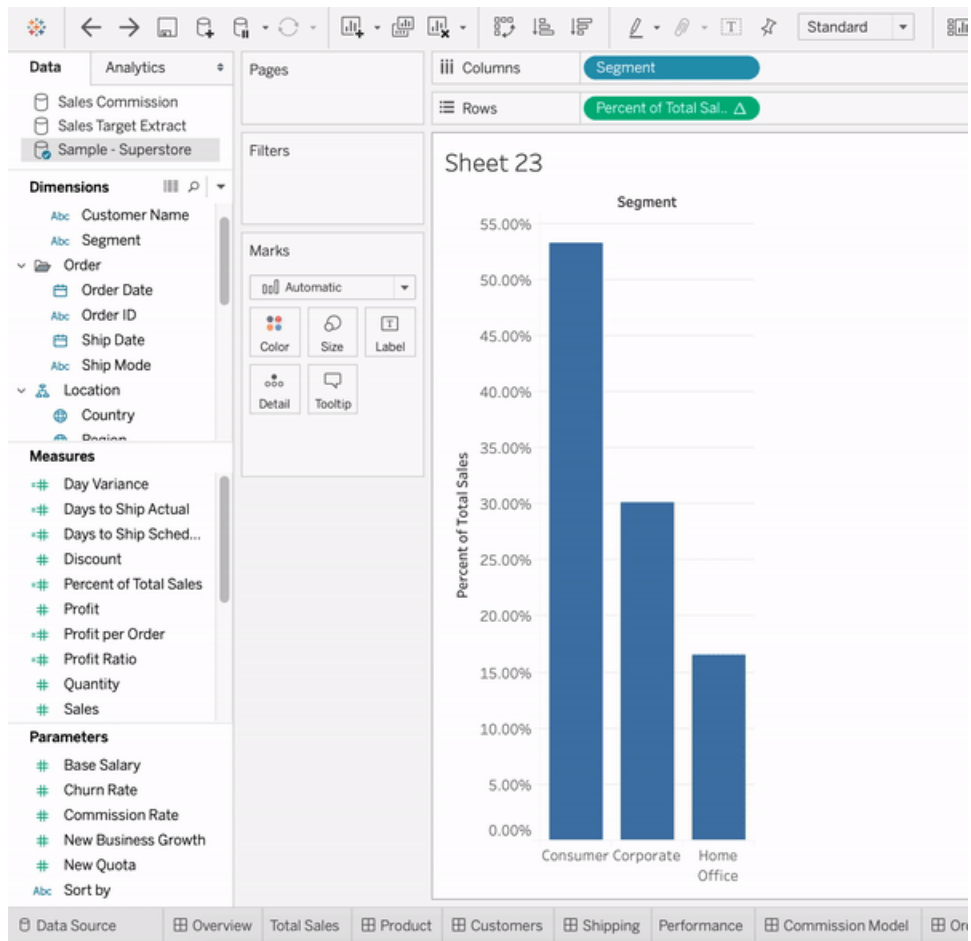 Standard
Data
Analytics
Sales Commission
Sales Target Extract
Sample - Superstore
Dimensions
Abc Customer Name
Abc Segment
Order
Order Date
Abc Order ID
Ship Date
Abc Ship Mode
Location
Country
Region
Measures
Day Variance
Days to Ship Actual
Days to Ship Sched...
Discount
Percent of Total Sales
Profit
Profit per Order
Profit Ratio
Quantity
Sales
Parameters
Base Salary
Churn Rate
Commission Rate
New Business Growth
New Quota
Abc Sort by
Pages
Filters
Marks
Automatic
Color Size Label
Detail Tooltip
Columns Segment
Rows Percent of Total Sal..
Sheet 23
Segment
55.00%
50.00%
45.00%
40.00%
35.00%
30.00%
25.00%
20.00%
15.00%
10.00%
5.00%
0.00%
Percent of Total Sales
Consumer Corporate Home
Office
Data Source Overview Total Sales Product Customers Shipping Performance Commission Model